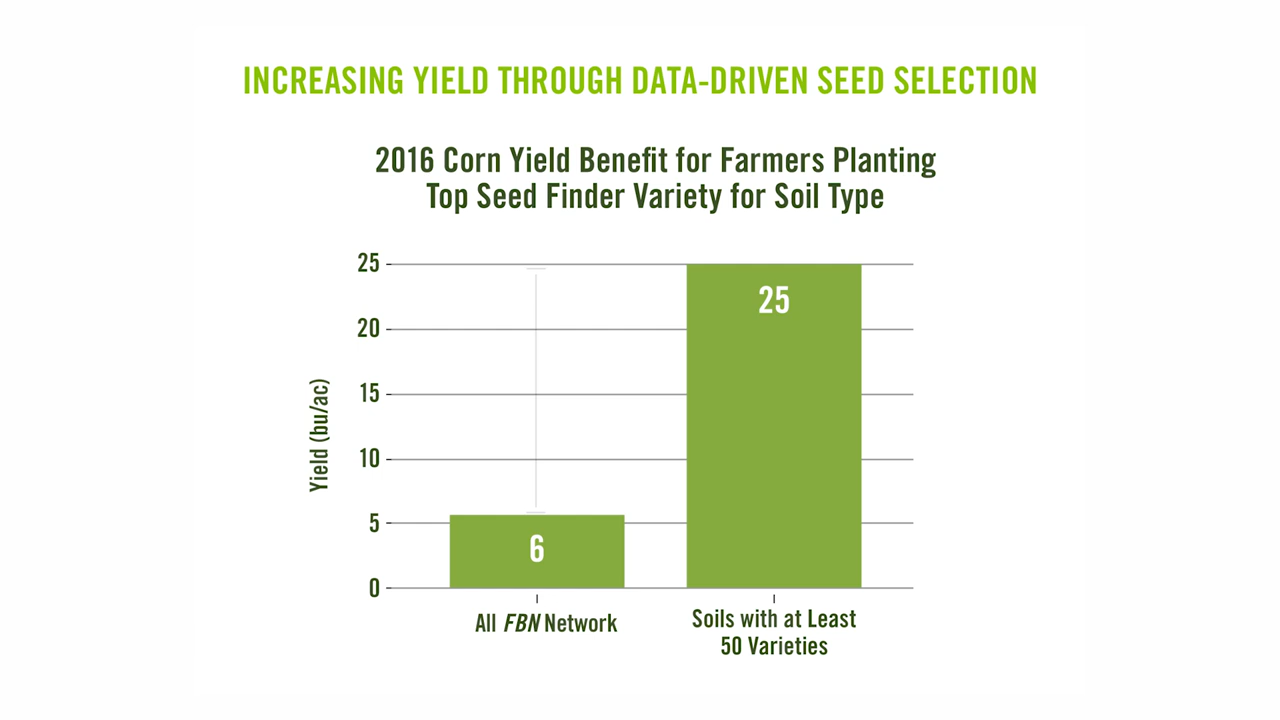 INCREASING YIELD THROUGH DATA-DRIVEN SEED SELECTION
2016 Corn Yield Benefit for Farmers Planting
Top Seed Finder Variety for Soil Type
Yield (bu/ac)
25
20
15
10
5
0
6
25
All FBN Network
Soils with at Least
50 Varieties